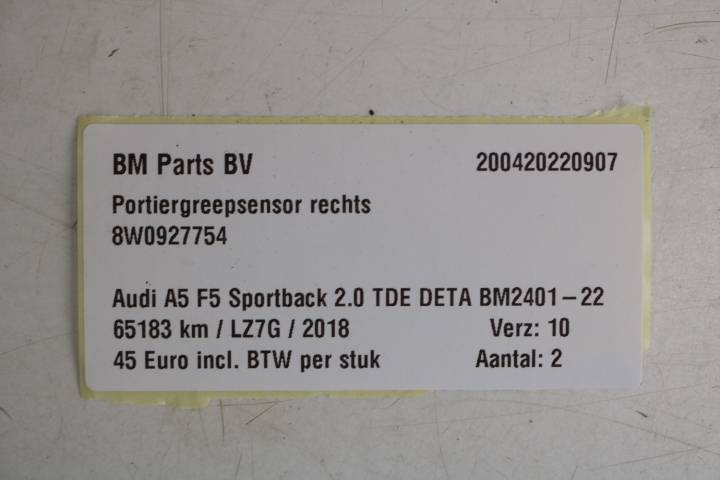 BM Parts BV 200420220907
Portiergreepsensor rechts
8W0927754
Audi A5 F5 Sportback 2.0 TDE DETA BM2401-22
65183 km / LZ7G / 2018 Verz: 10
45 Euro incl. BTW per stuk Aantal: 2